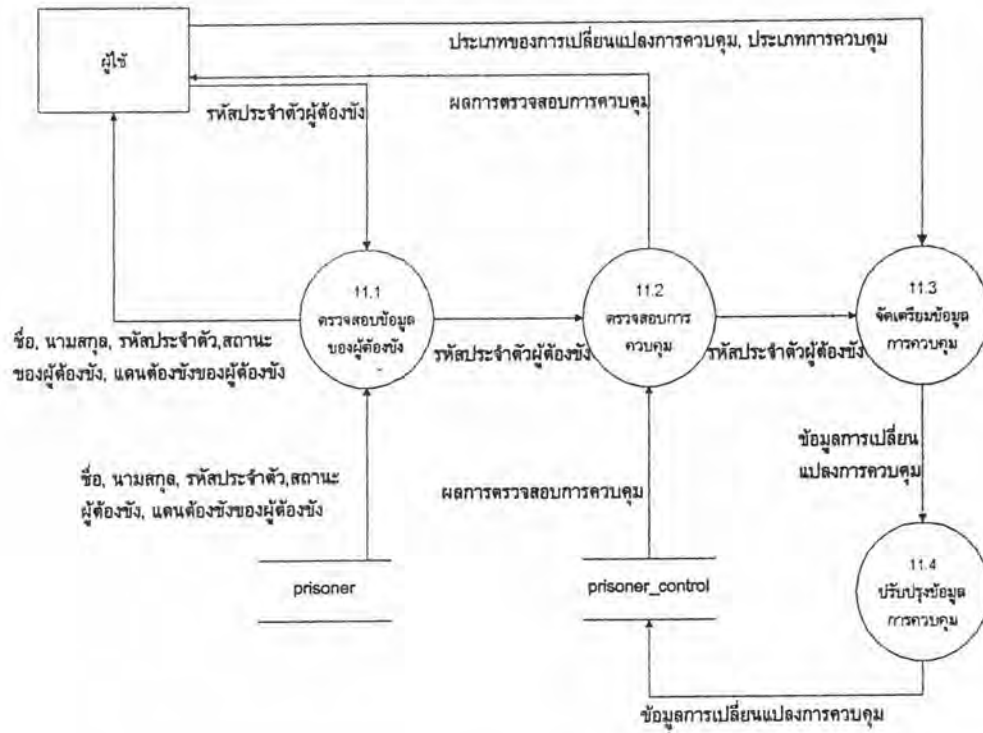 ผู้ใช้
ประเภทของการเปลี่ยนแปลงการควบคุม, ประเภทการควบคุม
ผลการตรวจสอบการควบคุม
รหัสประจำตัวผู้ต้องขัง
11.1
ตรวจสอบข้อมูล
ของผู้ต้องขัง
11.2
ตรวจสอบการ
ควบคุม
11.3
จัดเตรียมข้อมูล
การควบคุม
ชื่อ, นามสกุล, รหัสประจำตัว,สถานะ
ของผู้ต้องขัง, แดนต้องขังของผู้ต้องขัง
รหัสประจำตัวผู้ต้องขัง
รหัสประจำตัวผู้ต้องขัง
ข้อมูลการเปลี่ยน
แปลงการควบคุม
ชื่อ, นามสกุล, รหัสประจำตัว,สถานะ
ผู้ต้องขัง, แดนต้องขังของผู้ต้องขัง
ผลการตรวจสอบการควบคุม
prisoner
prisoner_control
11.4
ปรับปรุงข้อมูล
การควบคุม
ข้อมูลการเปลี่ยนแปลงการควบคุม